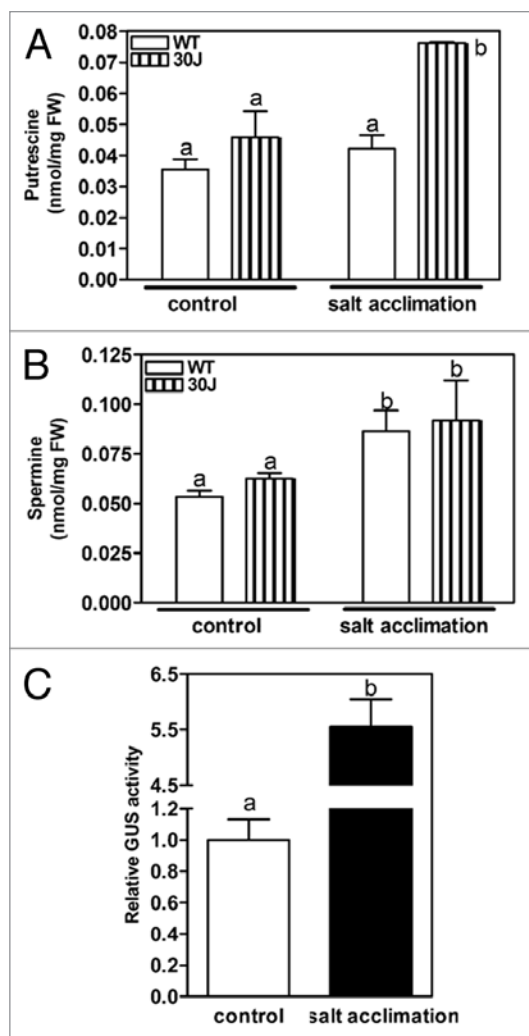 A
WT
30J
Putrescine
(nmol/mg FW)
0.08
0.07
0.06
0.05
0.04
0.03
0.02
0.01
0.00
a
a
a
b
control
salt acclimation
B
WT
30J
Spermine
(nmol/mg FW)
0.125
0.100
0.075
0.050
0.025
0.000
a
a
b
b
control
salt acclimation
C
Relative GUS activity
6.5
5.5
4.5
1.2
1.0
0.8
0.6
0.4
0.2
0.0
a
b
control
salt acclimation